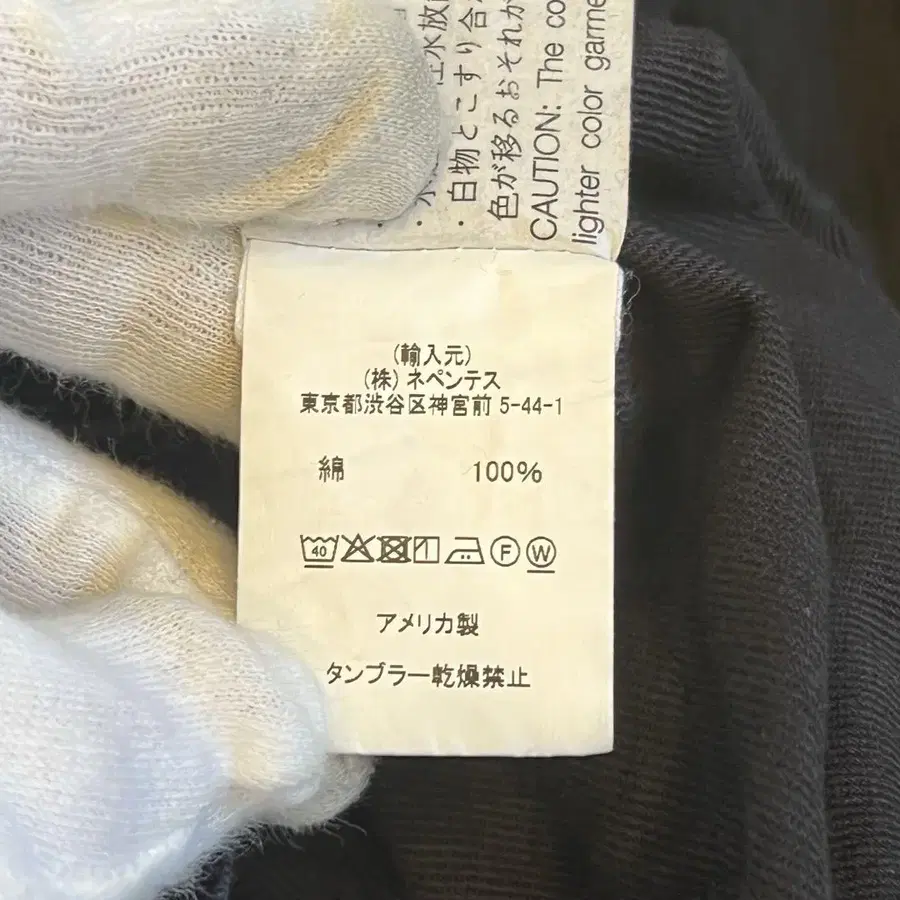 白物とこすり合
色が移るおそれが
CAUTION: The co
lighter color garme
(輸入元)
(株) ネペンテス
東京都渋谷区神宮前 5-44-1
綿 100%
40 F W
アメリカ製
タンブラー乾燥禁止